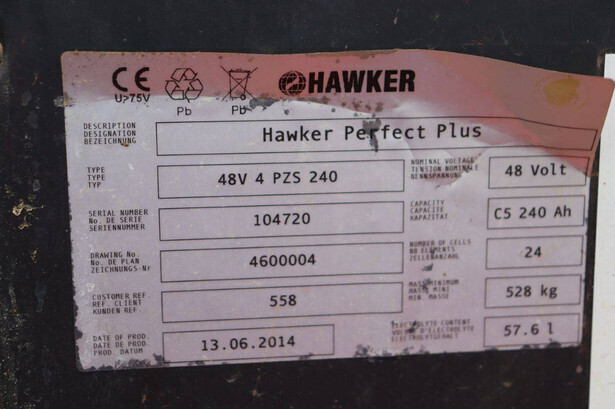 CE
U>75V
Pb
Pb
HAWKER
DESCRIPTION
DESIGNATION
BEZEICHNUNG
Hawker Perfect Plus
TYPE
TYPE
TYP
48V 4 PZS 240
NOMINAL VOLTAGE
TENSION NOMINALE
NENNSPANNUNG
48 Volt
SERIAL NUMBER
No. DE SERIE
SERIENNUMMER
104720
CAPACITY
CAPACITE
KAPAZITAT
C5 240 Ah
DRAWING No.
No. DE PLAN
ZEICHNUNGS-Nr
4600004
NUMBER OF CELLS
NB ELEMENTS
ZELLENANZAHL
24
CUSTOMER REF.
REF. CLIENT
KUNDEN REF.
558
MASS MINIMUM
MASSE MINI
MIN. MASSE
528 kg
DATE OF PROD.
DATE DE PROD.
PROD. DATUM
13.06.2014
ELECTROLYTE CONTENT
VOLUME D'ELECTROLYTE
ELECTROLYTGEHALT
57.6 l